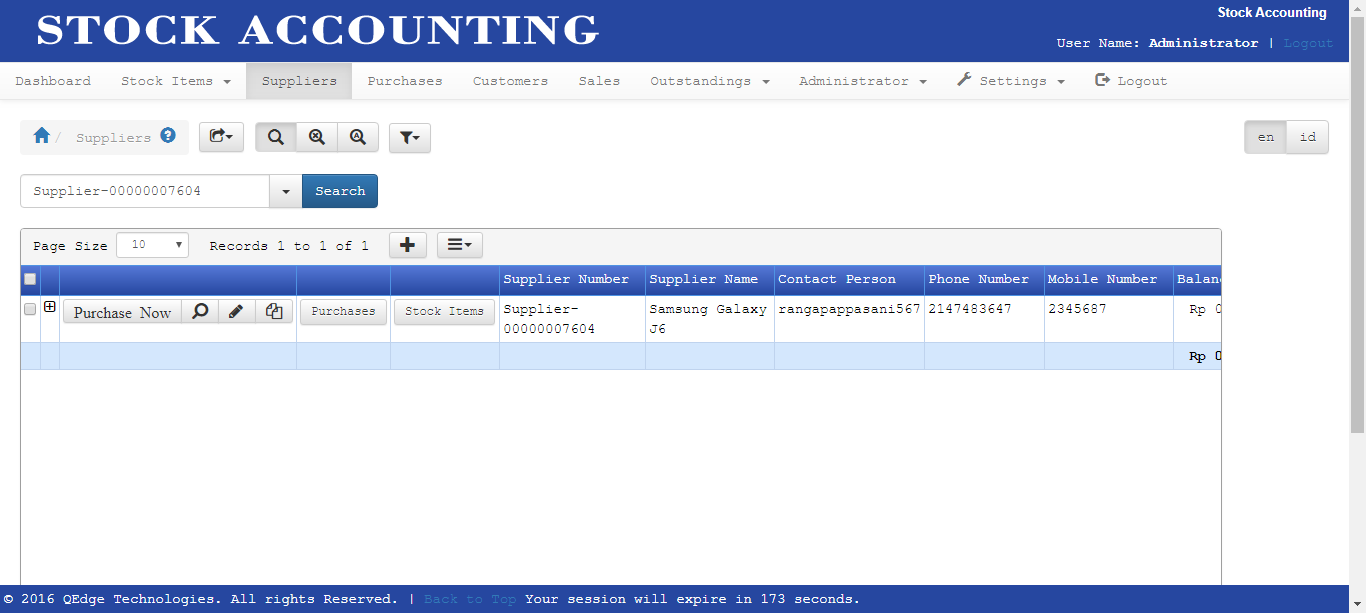 STOCK ACCOUNTING
Stock Accounting
User Name: Administrator | Logout
Dashboard Stock Items Suppliers Purchases Customers Sales Outstandings Administrator Settings Logout
/ Suppliers
en id
Supplier-00000007604 Search
Page Size 10 Records 1 to 1 of 1
Supplier Number Supplier Name Contact Person Phone Number Mobile Number Balan
Purchase Now Purchases Stock Items Supplier- Samsung Galaxy rangapappasani567 2147483647 2345687 Rp 0
00000007604 J6
Rp 0
© 2016 QEdge Technologies. All rights Reserved. | Back to Top Your session will expire in 173 seconds.